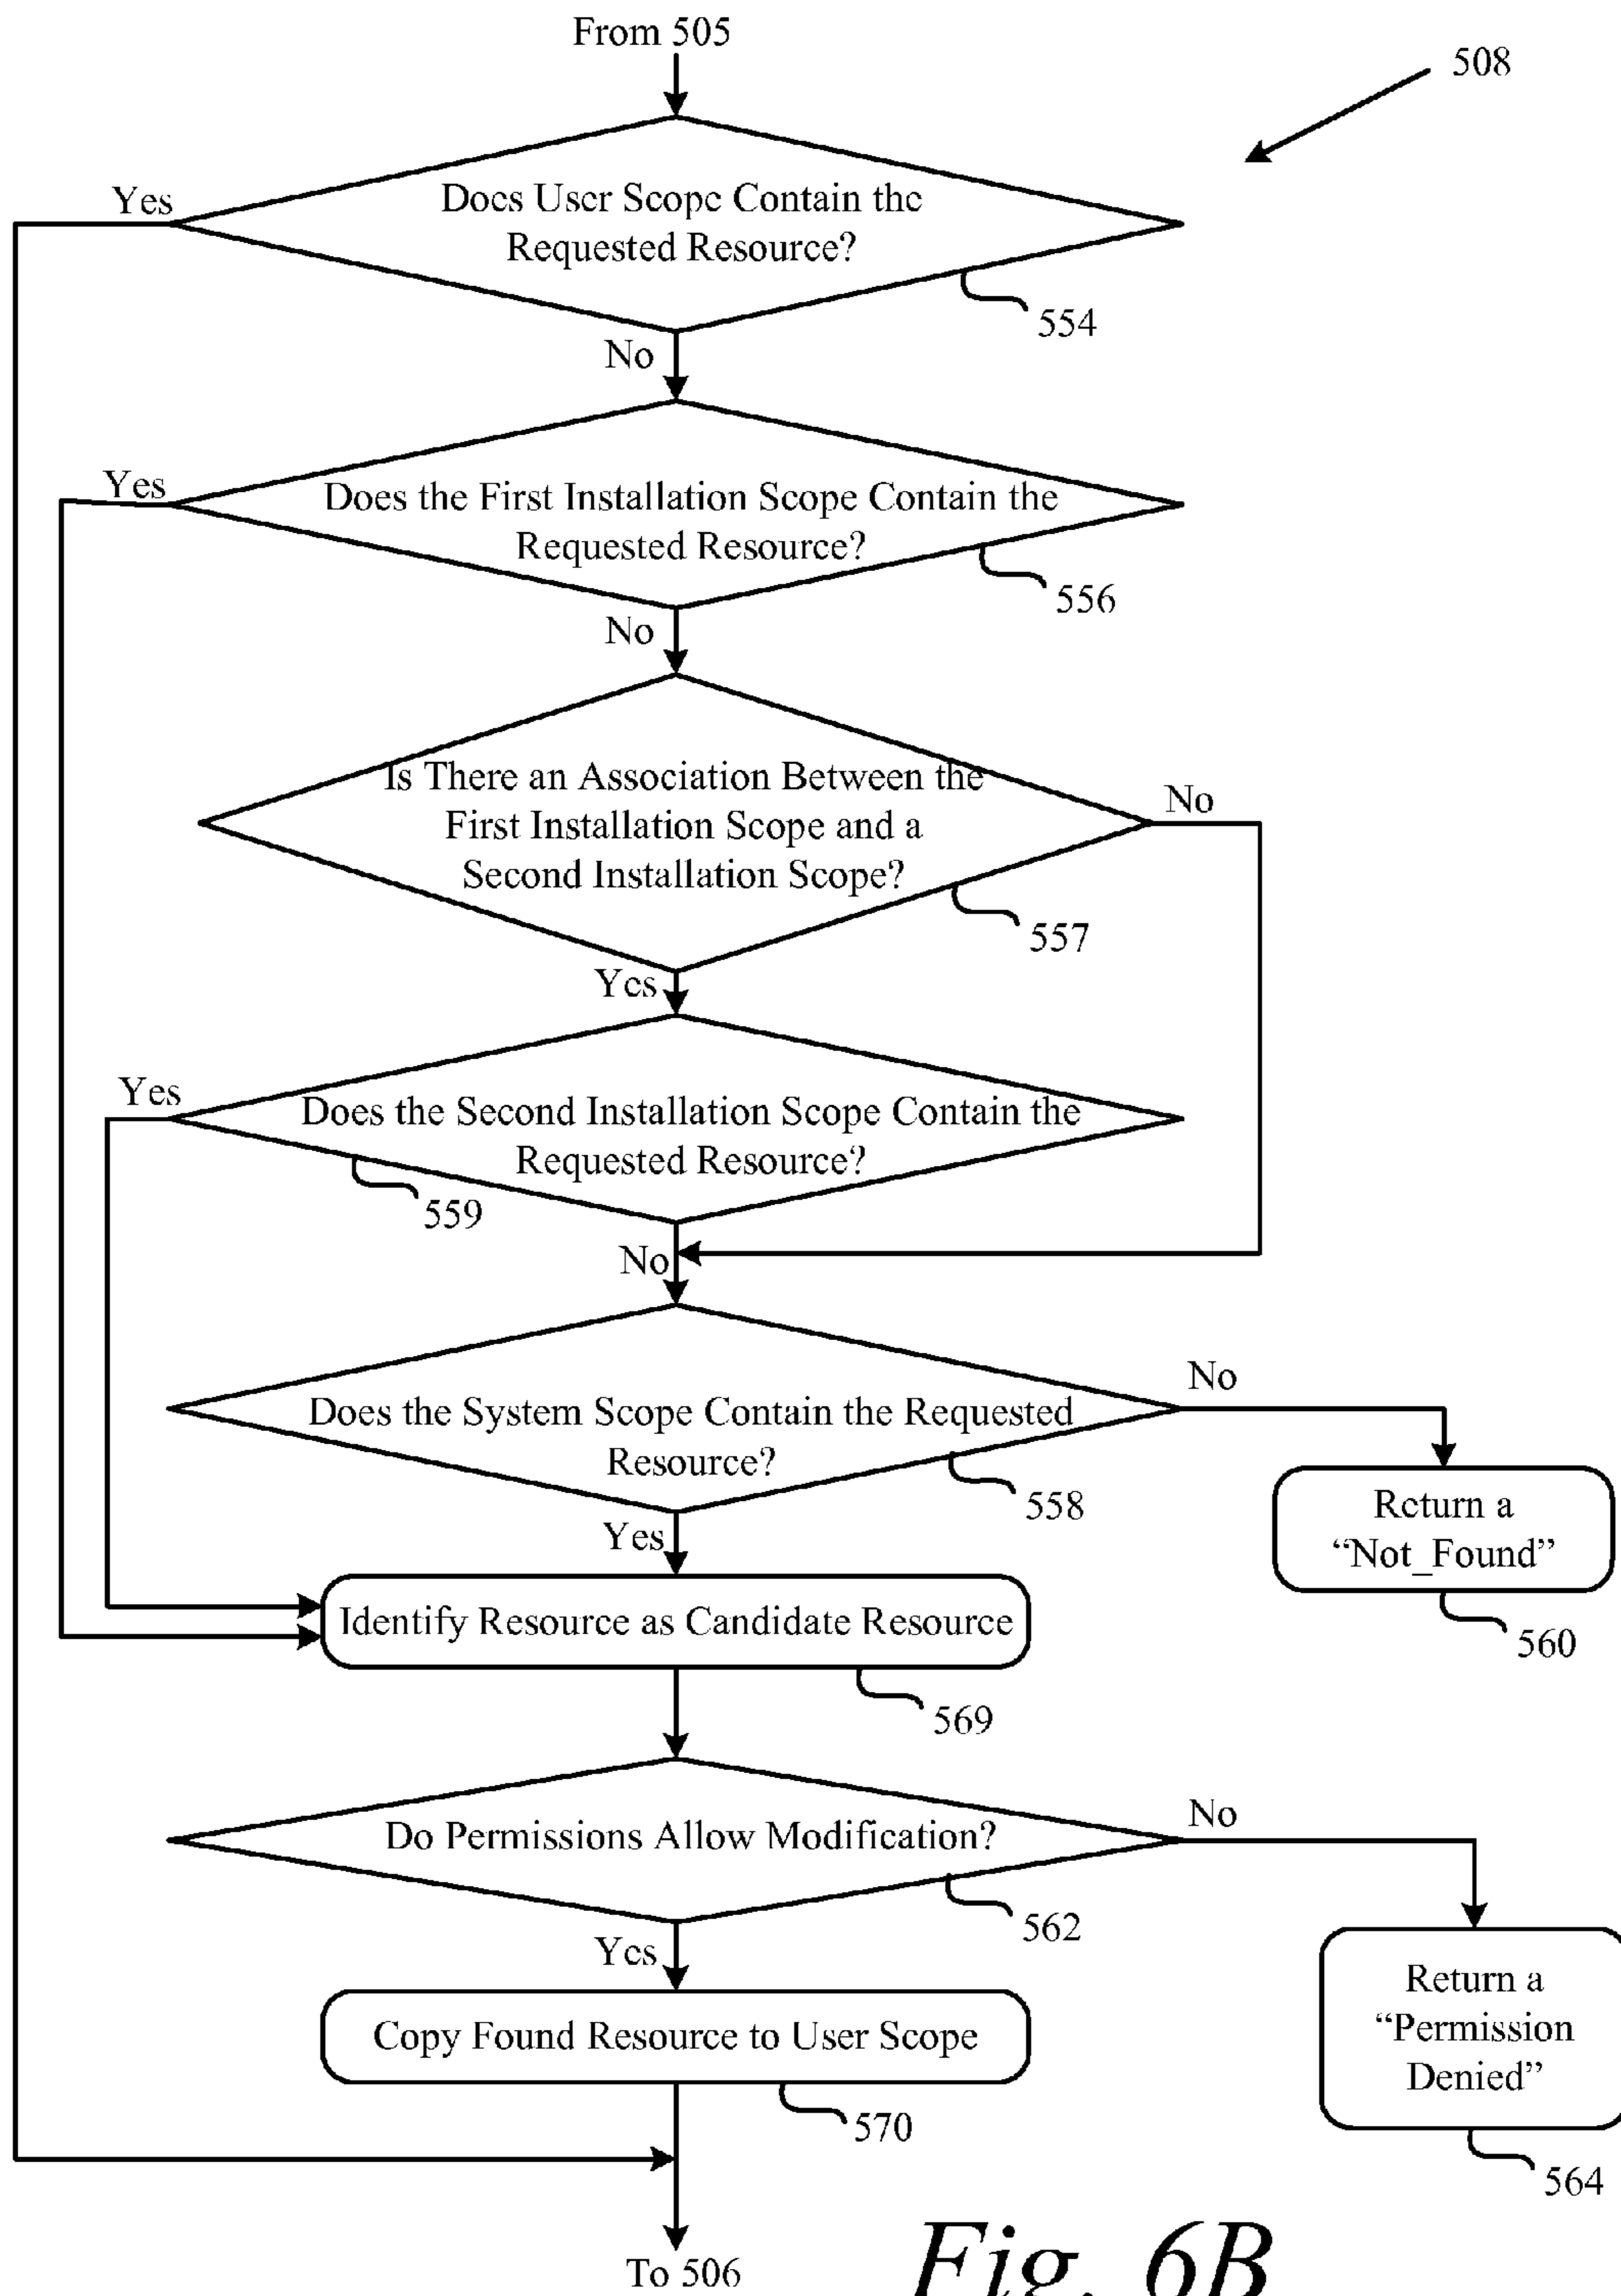 From 505
508
Yes
Does User Scope Contain the
Requested Resource?
554
No
Yes
Does the First Installation Scope Contain the
Requested Resource?
556
No
Is There an Association Between the
First Installation Scope and a
Second Installation Scope?
No
557
Yes
Yes
Does the Second Installation Scope Contain the
Requested Resource?
559
No
No
Does the System Scope Contain the Requested
Resource?
558
Return a
“Not_Found”
560
Yes
Identify Resource as Candidate Resource
569
No
Do Permissions Allow Modification?
562
Yes
Return a
“Permission
Denied”
564
Copy Found Resource to User Scope
570
To 506
Fig. 6B